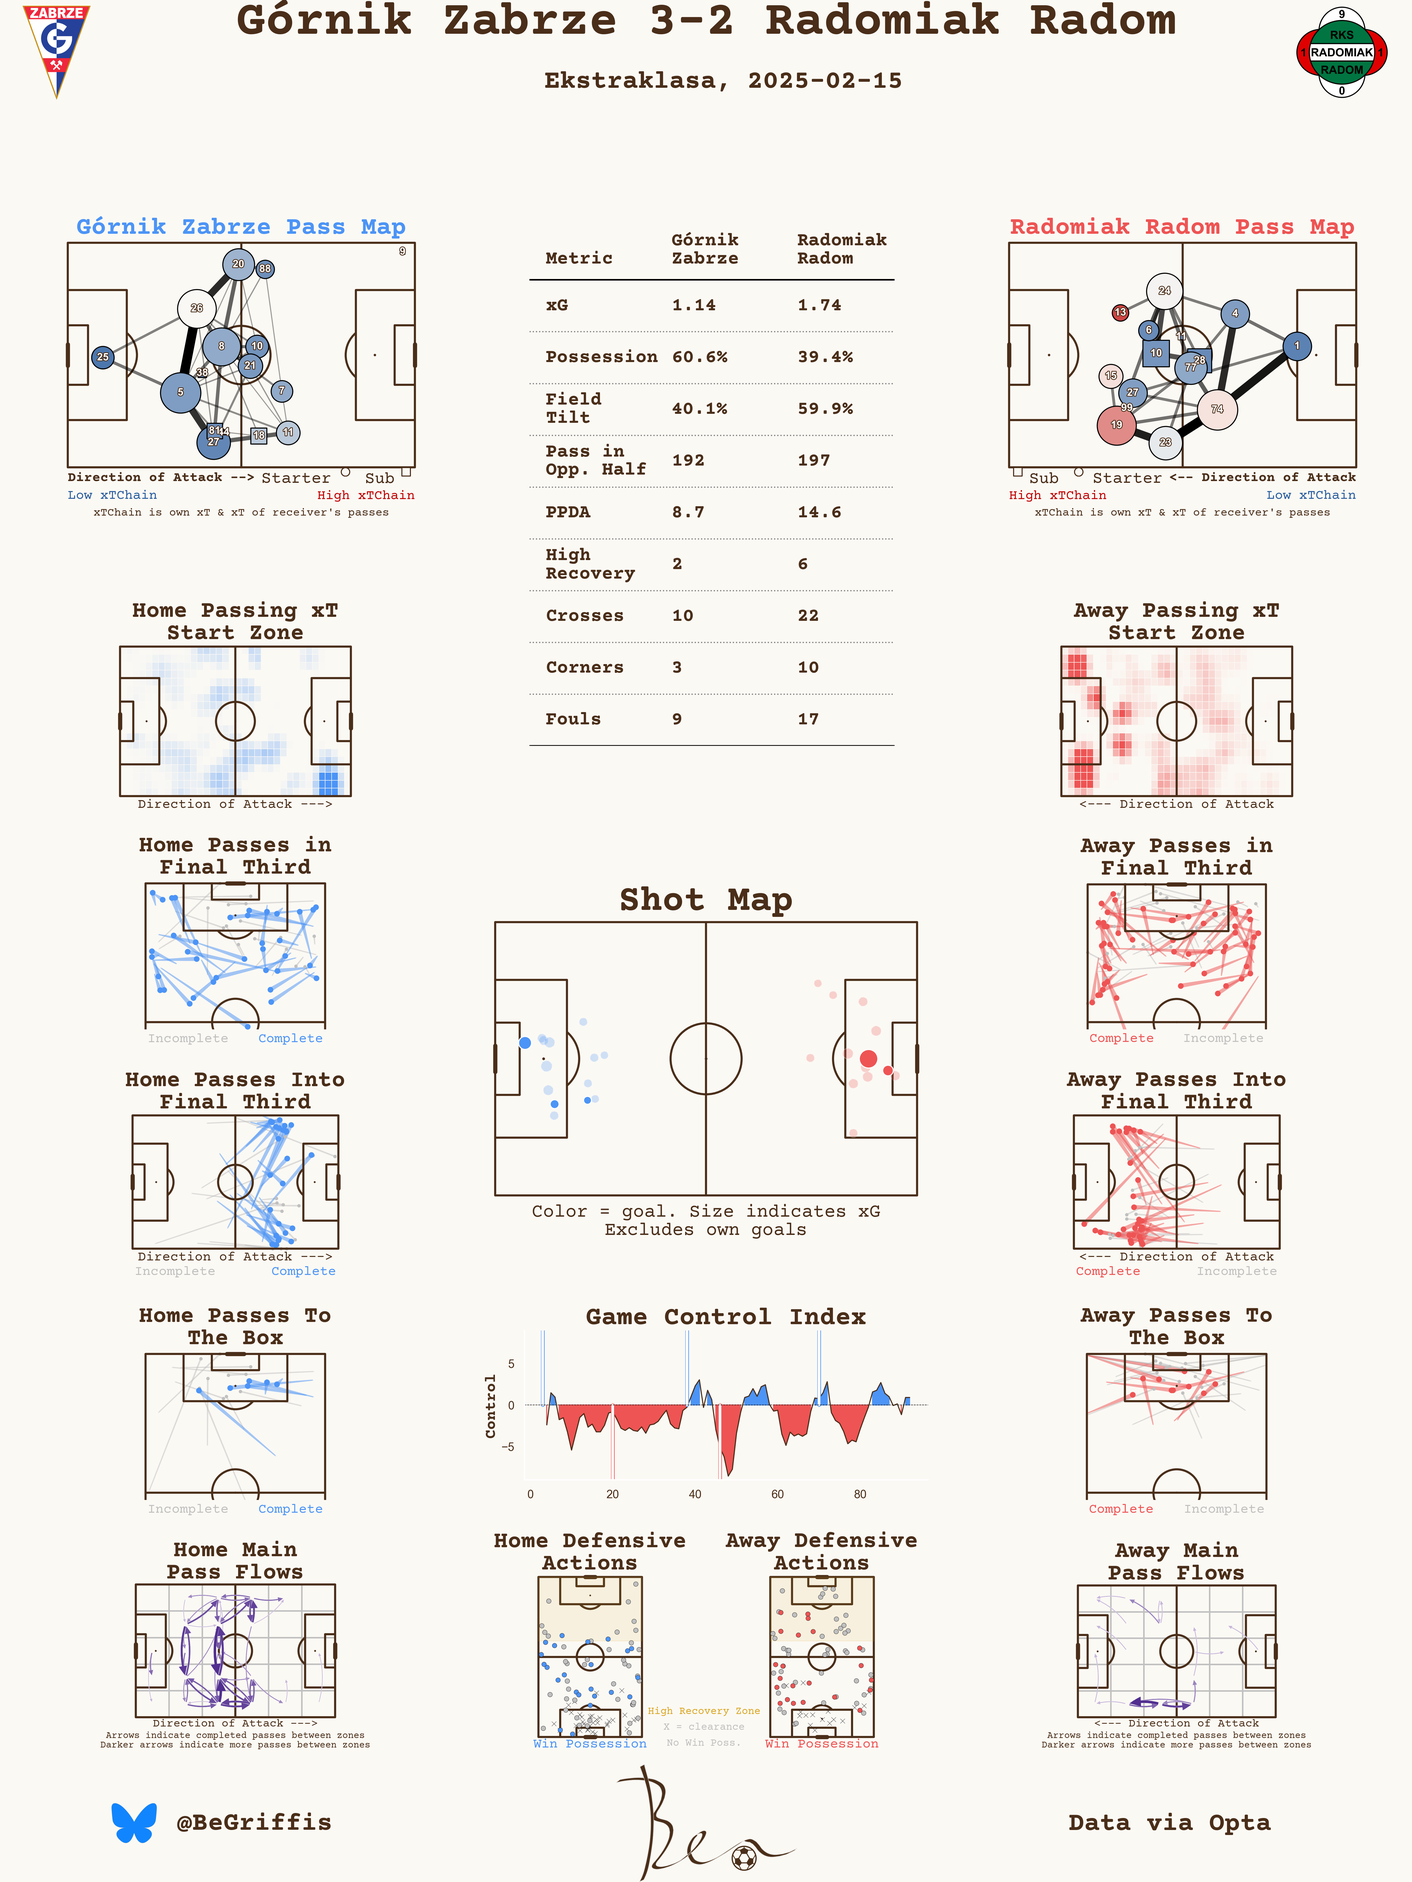 Górnik Zabrze 3-2 Radomiak Radom
Ekstraklasa, 2025-02-15
ZABRZE
G
9
RKS
1 RADOMIAK 1
RADOM
0
Górnik Zabrze Pass Map
9
20
88
26
8
10
25
21
38
5
7
81
44
27
18
11
Direction of Attack --> Starter Sub
Low xTChain High xTChain
xTChain is own xT & xT of receiver's passes
Metric Górnik Zabrze Radomiak Radom
xG 1.14 1.74
Possession 60.6% 39.4%
Field Tilt 40.1% 59.9%
Pass in Opp. Half 192 197
PPDA 8.7 14.6
High Recovery 2 6
Crosses 10 22
Corners 3 10
Fouls 9 17
Radomiak Radom Pass Map
24
13
4
6
11
1
10
28
77
15
27
99
74
19
23
Sub Starter <-- Direction of Attack
High xTChain Low xTChain
xTChain is own xT & xT of receiver's passes
Home Passing xT
Start Zone
Direction of Attack --->
Away Passing xT
Start Zone
<--- Direction of Attack
Home Passes in
Final Third
Incomplete Complete
Away Passes in
Final Third
Complete Incomplete
Shot Map
Color = goal. Size indicates xG
Excludes own goals
Home Passes Into
Final Third
Direction of Attack --->
Incomplete Complete
Away Passes Into
Final Third
<--- Direction of Attack
Complete Incomplete
Home Passes To
The Box
Incomplete Complete
Game Control Index
Control
5
0
−5
0 20 40 60 80
Away Passes To
The Box
Complete Incomplete
Home Main
Pass Flows
Direction of Attack --->
Arrows indicate completed passes between zones
Darker arrows indicate more passes between zones
Home Defensive
Actions
Win Possession
Away Defensive
Actions
Win Possession
High Recovery Zone
X = clearance
No Win Poss.
Away Main
Pass Flows
<--- Direction of Attack
Arrows indicate completed passes between zones
Darker arrows indicate more passes between zones
@BeGriffis
Ben
Data via Opta